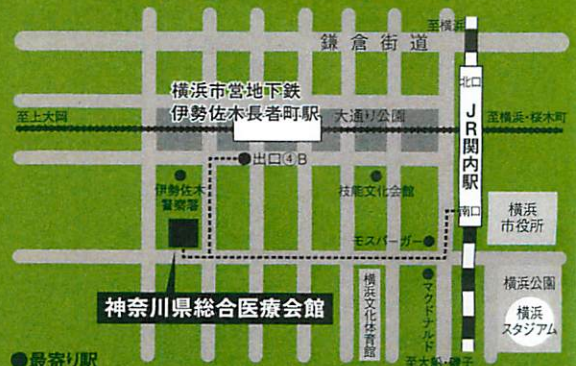 至横浜
鎌倉街道
北口
横浜市営地下鉄
伊勢佐木長者町駅
大通り公園
至上大岡
JR関内駅
至横浜・桜木町
出口④B
伊勢佐木
警察署
技能文化会館
南口
横浜
市役所
モスバーガー
神奈川県総合医療会館
横浜文化体育館
マクドナルド
横浜公園
横浜
スタジアム
●最寄り駅
至大船・磯子